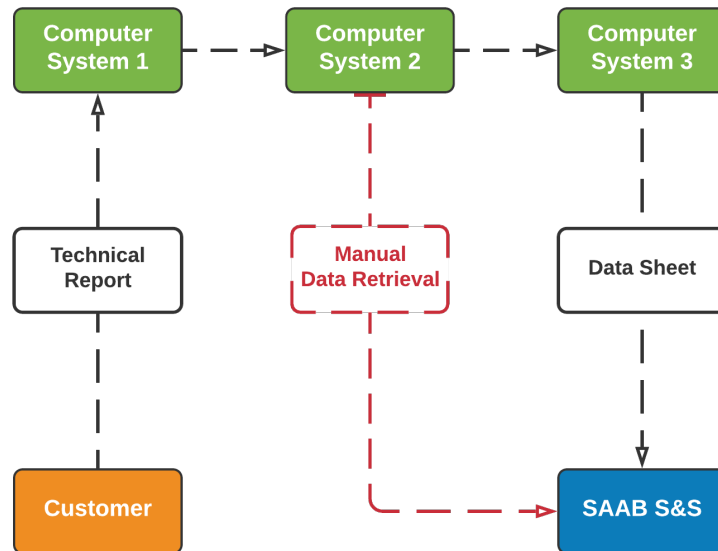 Computer
System 1
Computer
System 2
Computer
System 3
Technical
Report
Manual
Data Retrieval
Data Sheet
Customer
SAAB S&S